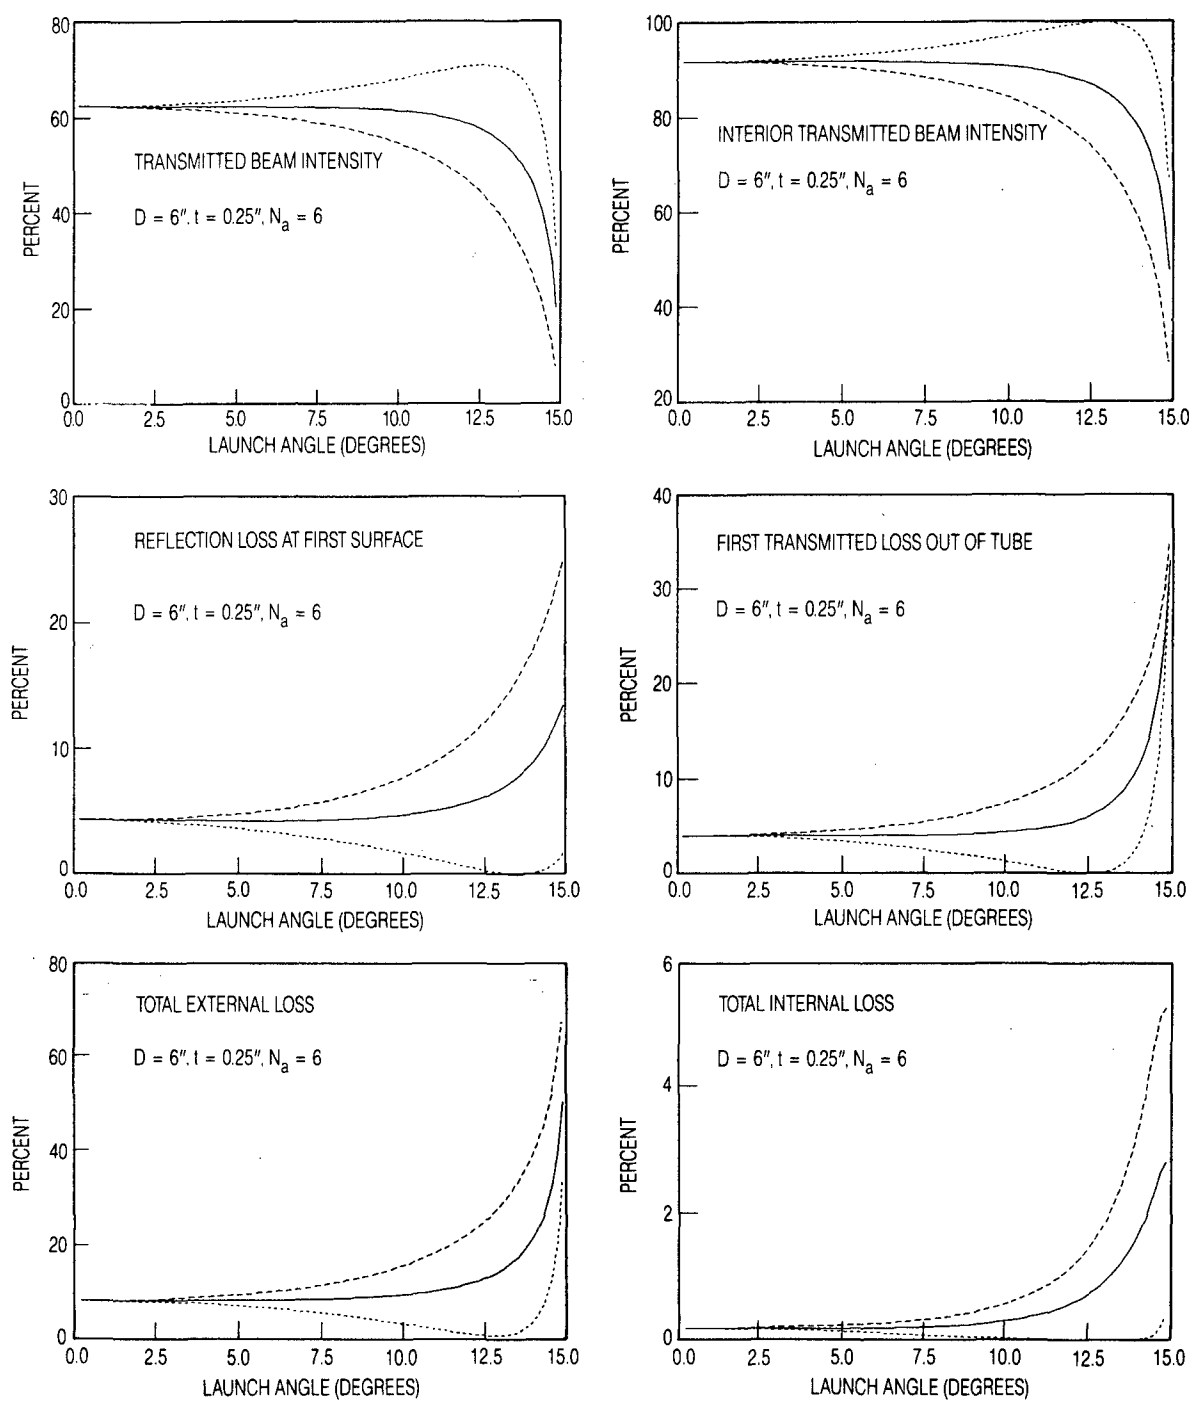 80
60
40
20
0
PERCENT
TRANSMITTED BEAM INTENSITY
D = 6", t = 0.25", Na = 6
0.0 2.5 5.0 7.5 10.0 12.5 15.0
LAUNCH ANGLE (DEGREES)
100
80
60
40
20
PERCENT
INTERIOR TRANSMITTED BEAM INTENSITY
D = 6", t = 0.25", Na = 6
0.0 2.5 5.0 7.5 10.0 12.5 15.0
LAUNCH ANGLE (DEGREES)
30
20
10
0
PERCENT
REFLECTION LOSS AT FIRST SURFACE
D = 6", t = 0.25", Na = 6
0.0 2.5 5.0 7.5 10.0 12.5 15.0
LAUNCH ANGLE (DEGREES)
40
30
20
10
0
PERCENT
FIRST TRANSMITTED LOSS OUT OF TUBE
D = 6", t = 0.25", Na = 6
0.0 2.5 5.0 7.5 10.0 12.5 15.0
LAUNCH ANGLE (DEGREES)
80
60
40
20
0
PERCENT
TOTAL EXTERNAL LOSS
D = 6", t = 0.25", Na = 6
0.0 2.5 5.0 7.5 10.0 12.5 15.0
LAUNCH ANGLE (DEGREES)
6
4
2
0
PERCENT
TOTAL INTERNAL LOSS
D = 6", t = 0.25", Na = 6
0.0 2.5 5.0 7.5 10.0 12.5 15.0
LAUNCH ANGLE (DEGREES)